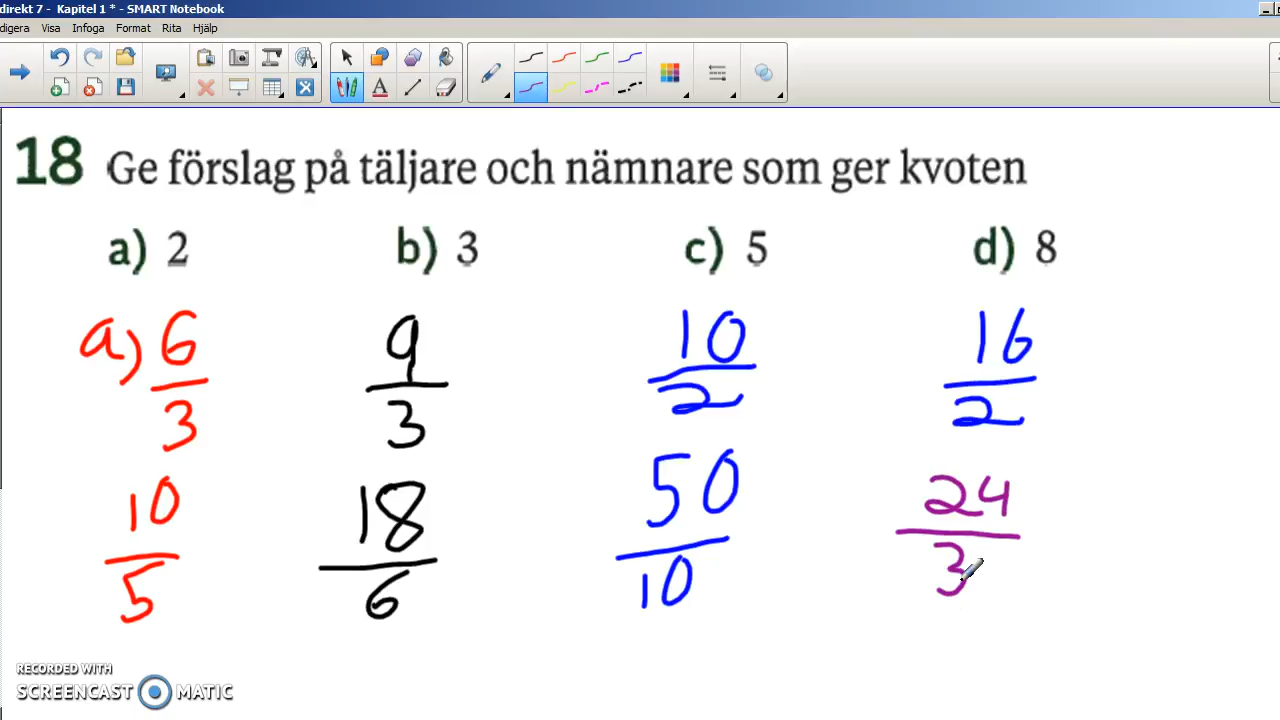 direkt 7 - Kapitel 1 * - SMART Notebook
digera Visa Infoga Format Rita Hjälp
18 Ge förslag på täljare och nämnare som ger kvoten
a) 2 b) 3 c) 5 d) 8
a) 6/3 9/3 10/2 16/2
10/5 18/6 50/10 24/3
RECORDED WITH
SCREENCAST MATIC